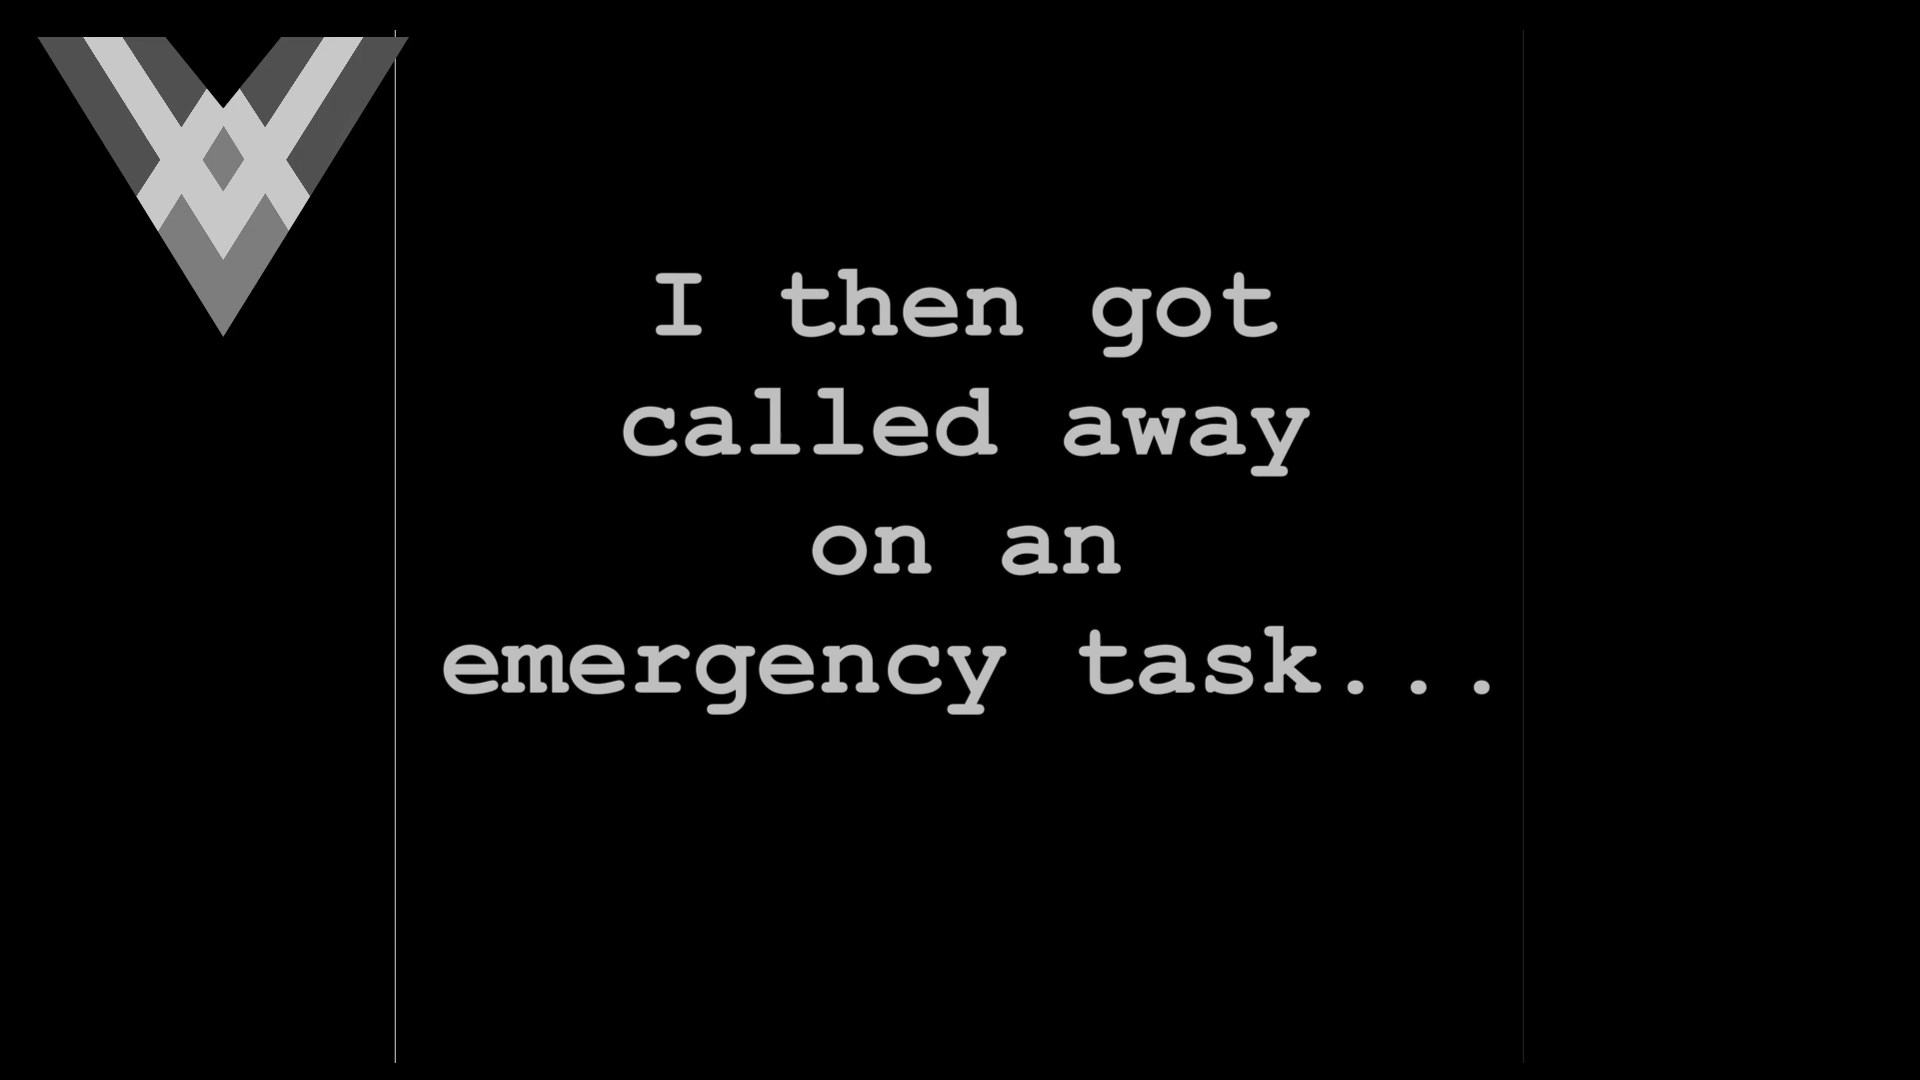 I then got
called away
on an
emergency task...